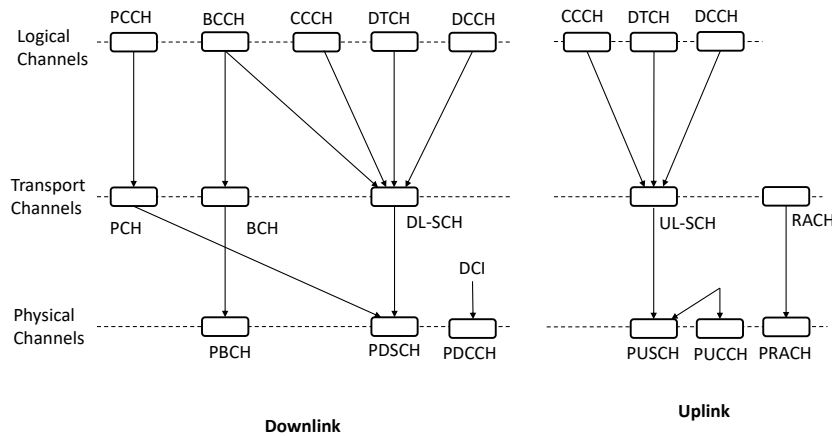 PCCH BCCH CCCH DTCH DCCH CCCH DTCH DCCH
Logical
Channels
Transport
Channels
PCH BCH DL-SCH UL-SCH RACH
DCI
Physical
Channels
PBCH PDSCH PDCCH PUSCH PUCCH PRACH
Downlink Uplink